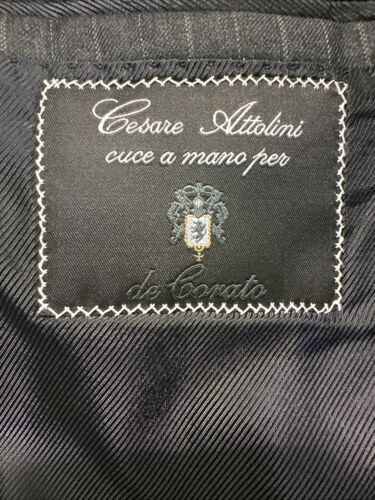 Cesare Attolini
cuce a mano per
de Corato